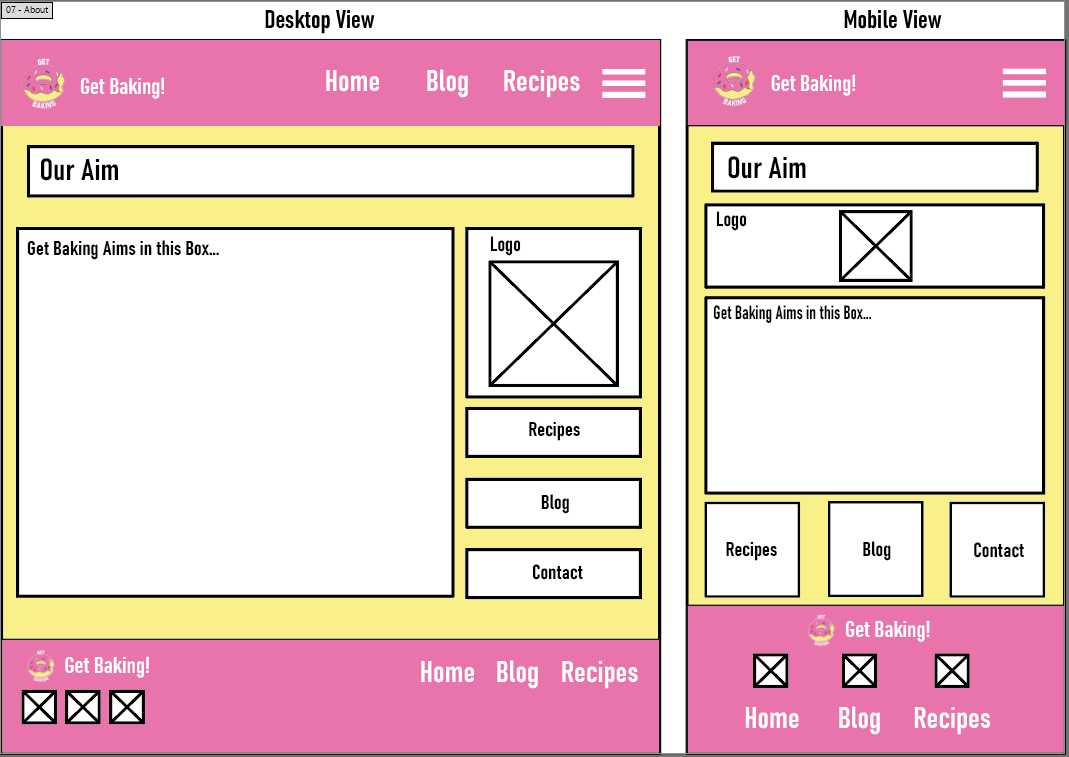 07 - About
Desktop View
GET
BAKING
Get Baking!
Home
Blog
Recipes
Our Aim
Get Baking Aims in this Box...
Logo
Recipes
Blog
Contact
Get Baking!
Home
Blog
Recipes
Mobile View
GET
BAKING
Get Baking!
Our Aim
Logo
Get Baking Aims in this Box...
Recipes
Blog
Contact
Get Baking!
Home
Blog
Recipes